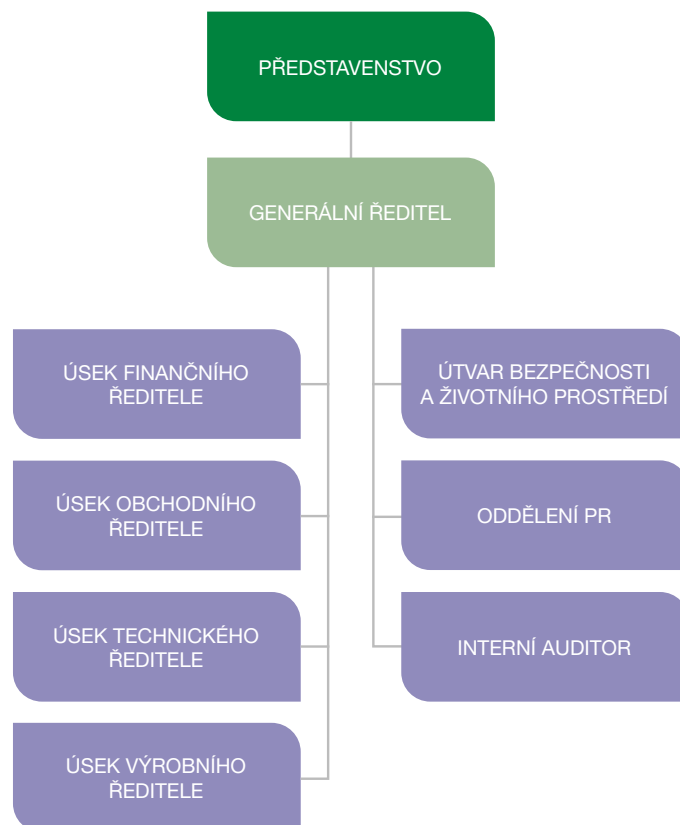 PŘEDSTAVENSTVO
GENERÁLNÍ ŘEDITEL
ÚSEK FINANČNÍHO
ŘEDITELE
ÚSEK OBCHODNÍHO
ŘEDITELE
ÚSEK TECHNICKÉHO
ŘEDITELE
ÚSEK VÝROBNÍHO
ŘEDITELE
ÚTVAR BEZPEČNOSTI
A ŽIVOTNÍHO PROSTŘEDÍ
ODDĚLENÍ PR
INTERNÍ AUDITOR